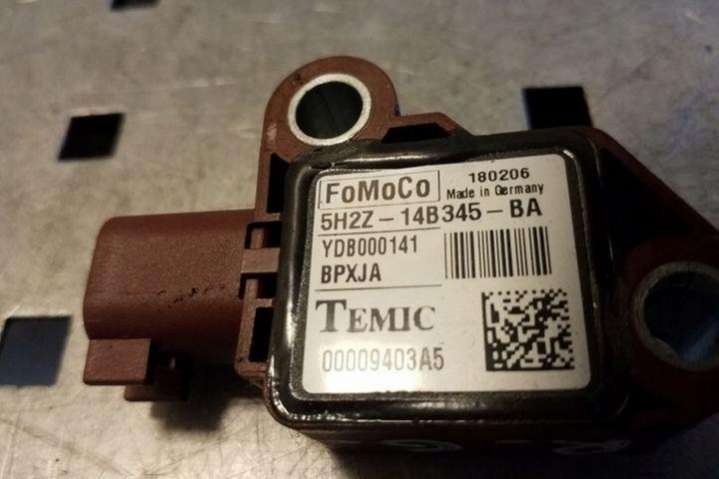 FoMoCo
180206
Made in Germany
5H2Z-14B345-BA
YDB000141
BPXJA
TEMIC
00009403A5